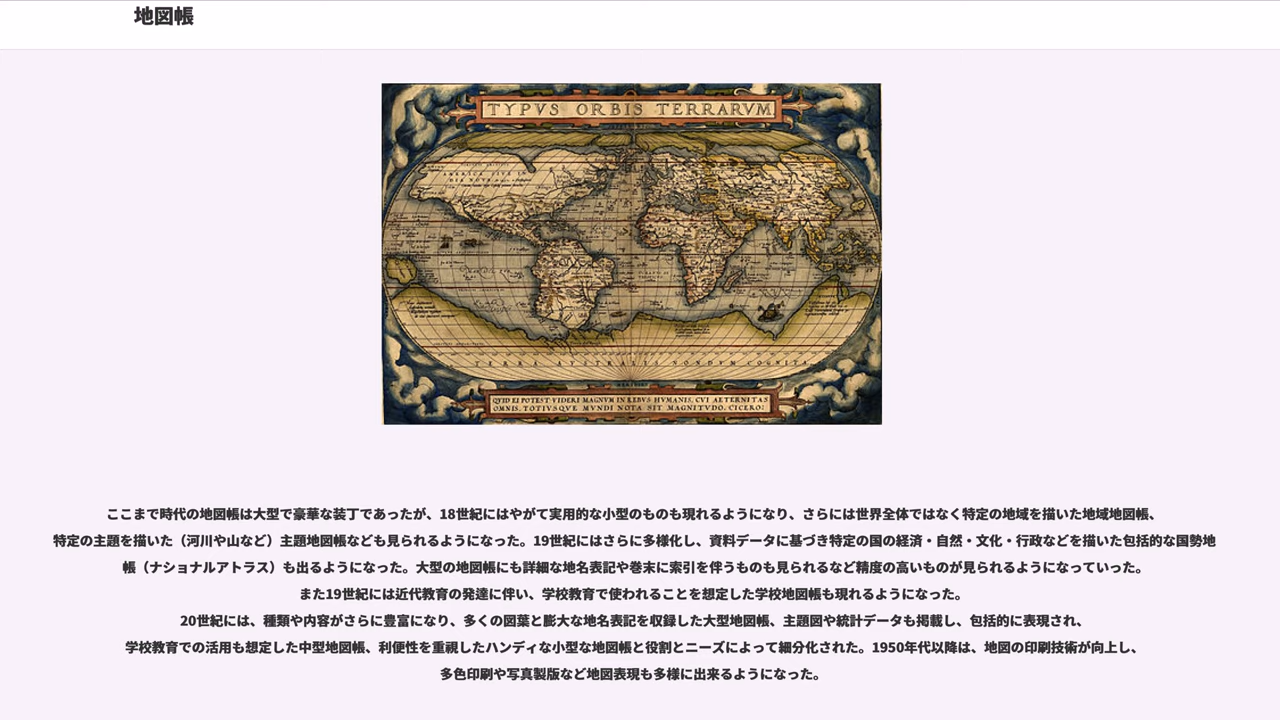 地図帳
TYPVS ORBIS TERRARVM
QVID EI POTEST VIDERI MAGNVM IN REBVS HVMANIS, CVI AETERNITAS
OMNIS, TOTIVSQVE MVNDI NOTA SIT MAGNITVDO. CICERO:
ここまで時代の地図帳は大型で豪華な装丁であったが、18世紀にはやがて実用的な小型のものも現れるようになり、さらには世界全体ではなく特定の地域を描いた地域地図帳、
特定の主題を描いた（河川や山など）主題地図帳なども見られるようになった。19世紀にはさらに多様化し、資料データに基づき特定の国の経済・自然・文化・行政などを描いた包括的な国勢地
帳（ナショナルアトラス）も出るようになった。大型の地図帳にも詳細な地名表記や巻末に索引を伴うものも見られるなど精度の高いものが見られるようになっていった。
また19世紀には近代教育の発達に伴い、学校教育で使われることを想定した学校地図帳も現れるようになった。
20世紀には、種類や内容がさらに豊富になり、多くの図葉と膨大な地名表記を収録した大型地図帳、主題図や統計データも掲載し、包括的に表現され、
学校教育での活用も想定した中型地図帳、利便性を重視したハンディな小型な地図帳と役割とニーズによって細分化された。1950年代以降は、地図の印刷技術が向上し、
多色印刷や写真製版など地図表現も多様に出来るようになった。